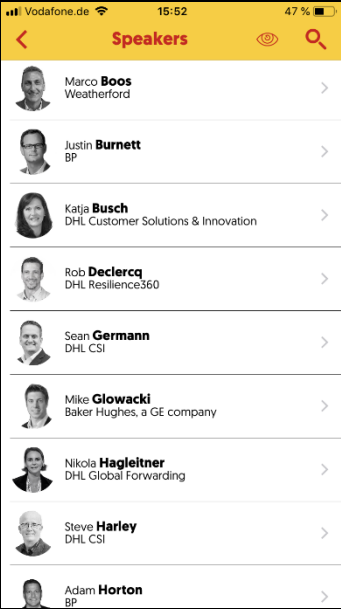 Vodafone.de 15:52 47 %
Speakers
Marco Boos
Weatherford
Justin Burnett
BP
Katja Busch
DHL Customer Solutions & Innovation
Rob Declercq
DHL Resilience360
Sean Germann
DHL CSI
Mike Glowacki
Baker Hughes, a GE company
Nikola Hagleitner
DHL Global Forwarding
Steve Harley
DHL CSI
Adam Horton
BP